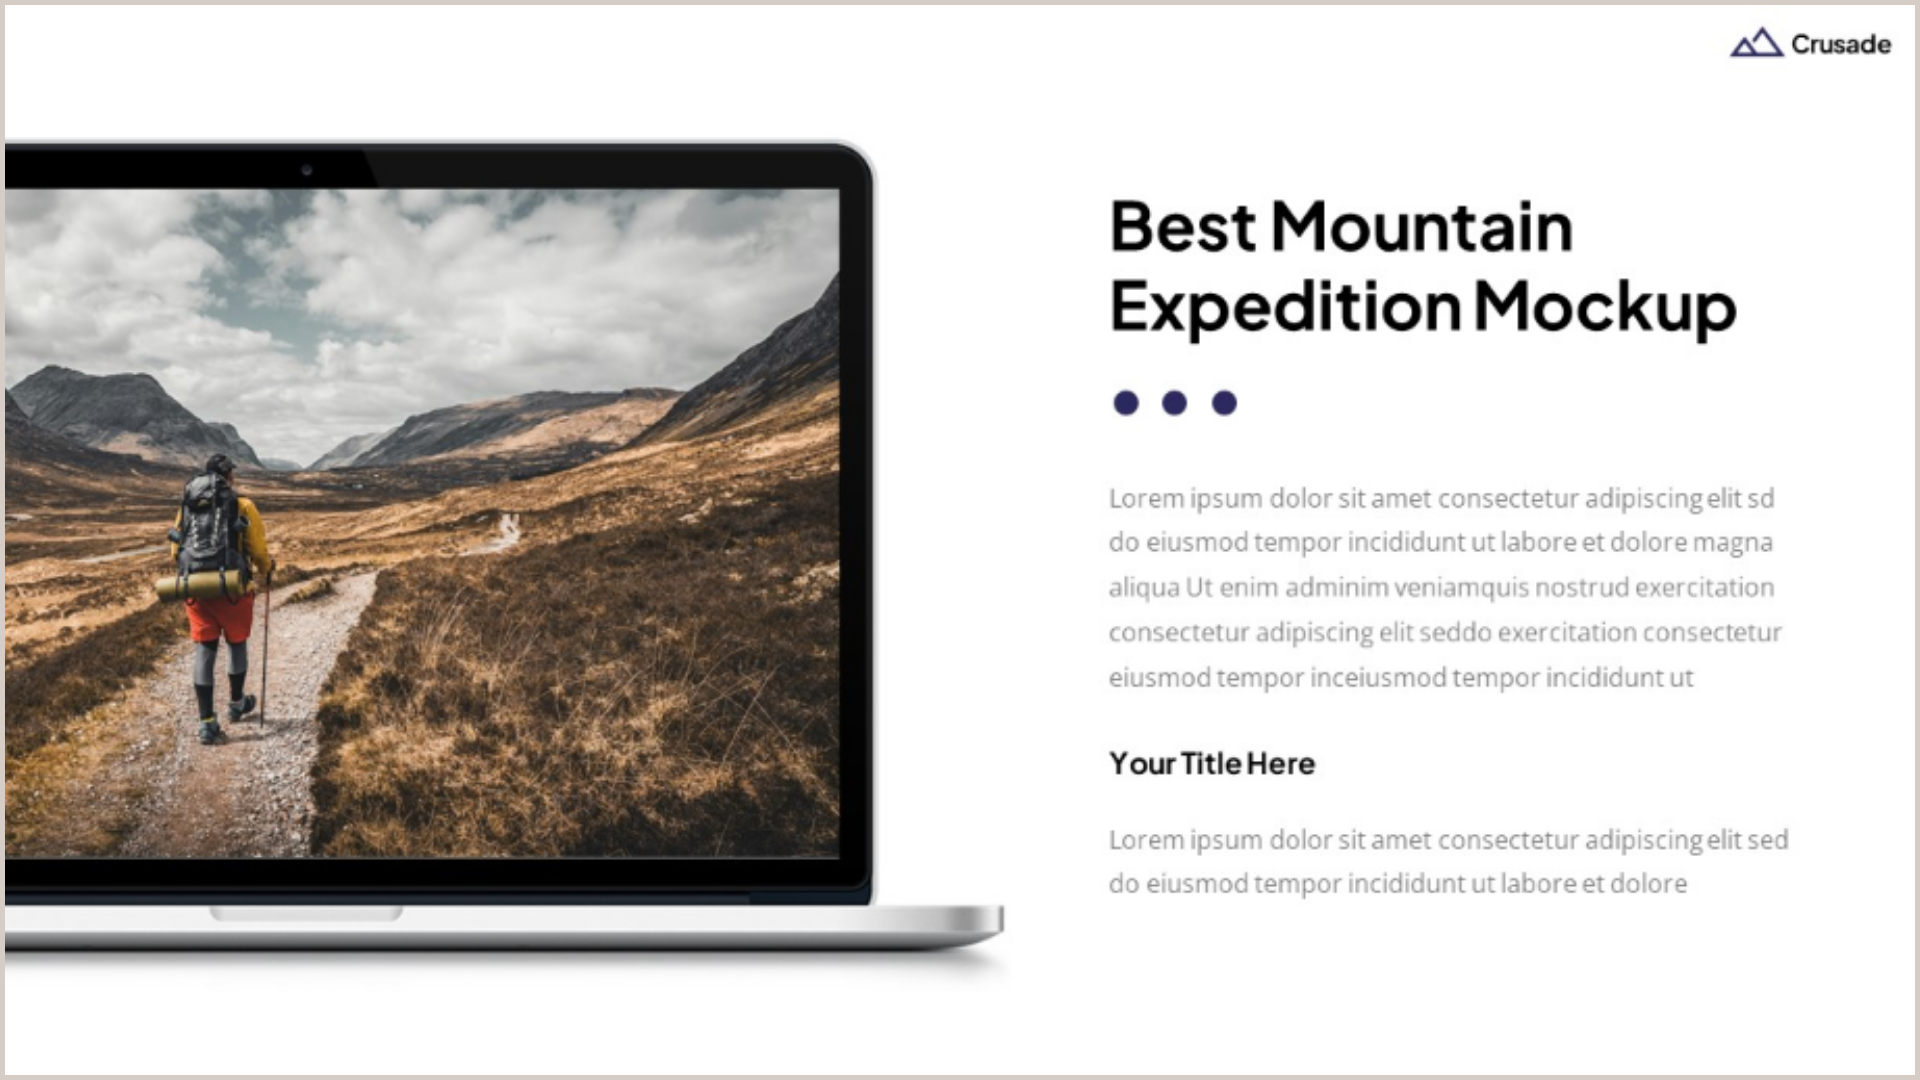 Crusade
Best Mountain
Expedition Mockup
Lorem ipsum dolor sit amet consectetur adipiscing elit sd
do eiusmod tempor incididunt ut labore et dolore magna
aliqua Ut enim adminim veniamquis nostrud exercitation
consectetur adipiscing elit seddo exercitation consectetur
eiusmod tempor inceiusmod tempor incididunt ut
Your Title Here
Lorem ipsum dolor sit amet consectetur adipiscing elit sed
do eiusmod tempor incididunt ut labore et dolore